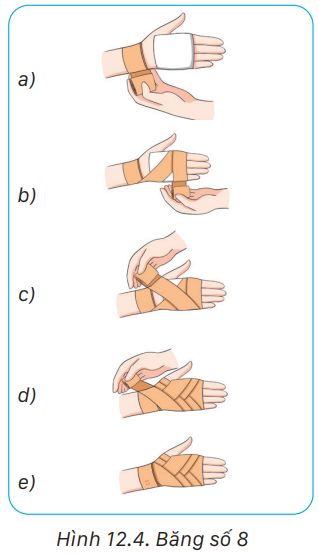 a)
b)
c)
d)
e)
Hình 12.4. Băng số 8